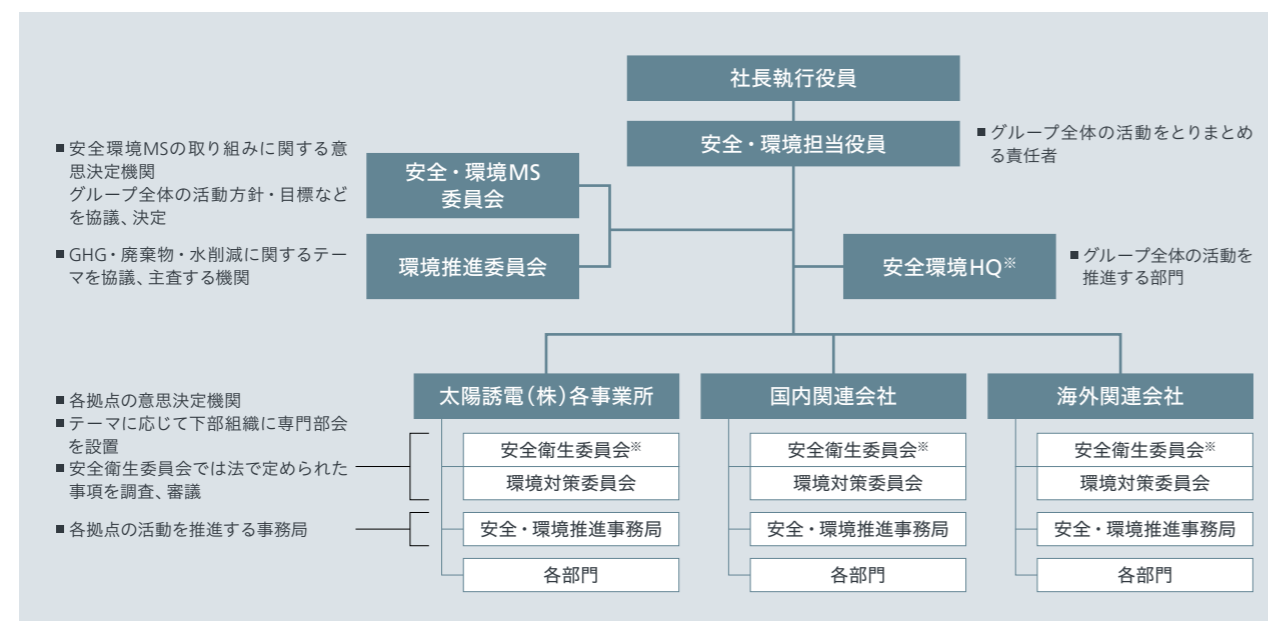 社長執行役員
安全・環境担当役員
■グループ全体の活動をとりまとめ
る責任者
■安全環境MSの取り組みに関する意
思決定機関
グループ全体の活動方針・目標など
を協議、決定
安全・環境MS
委員会
■GHG・廃棄物・水削減に関するテー
マを協議、主査する機関
環境推進委員会
安全環境HQ※
■グループ全体の活動を
推進する部門
太陽誘電(株)各事業所
国内関連会社
海外関連会社
■各拠点の意思決定機関
■テーマに応じて下部組織に専門部会
を設置
■安全衛生委員会では法で定められた
事項を調査、審議
■各拠点の活動を推進する事務局
安全衛生委員会※
環境対策委員会
安全・環境推進事務局
各部門
安全衛生委員会※
環境対策委員会
安全・環境推進事務局
各部門
安全衛生委員会※
環境対策委員会
安全・環境推進事務局
各部門